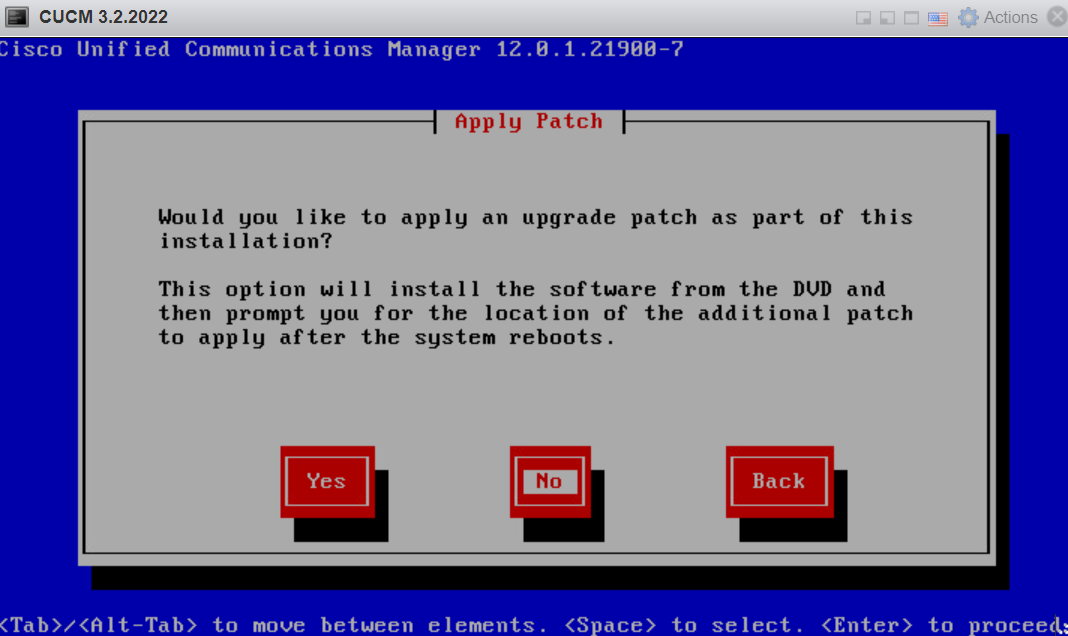 CUCM 3.2.2022
Actions
Cisco Unified Communications Manager 12.0.1.21900-7
Apply Patch
Would you like to apply an upgrade patch as part of this
installation?
This option will install the software from the DVD and
then prompt you for the location of the additional patch
to apply after the system reboots.
Yes
No
Back
<Tab>/<Alt-Tab> to move between elements. <Space> to select. <Enter> to proceed